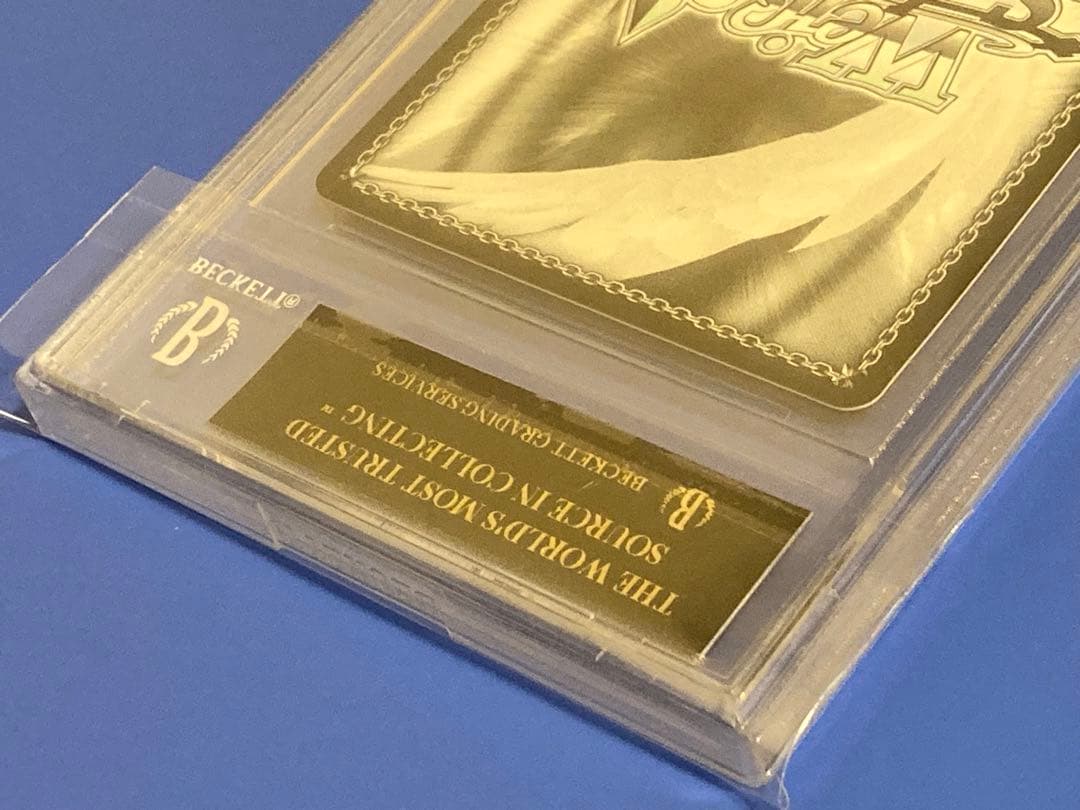 BECKETT®
B
THE WORLD'S MOST TRUSTED
SOURCE IN COLLECTING ™
B BECKETT GRADING SERVICES